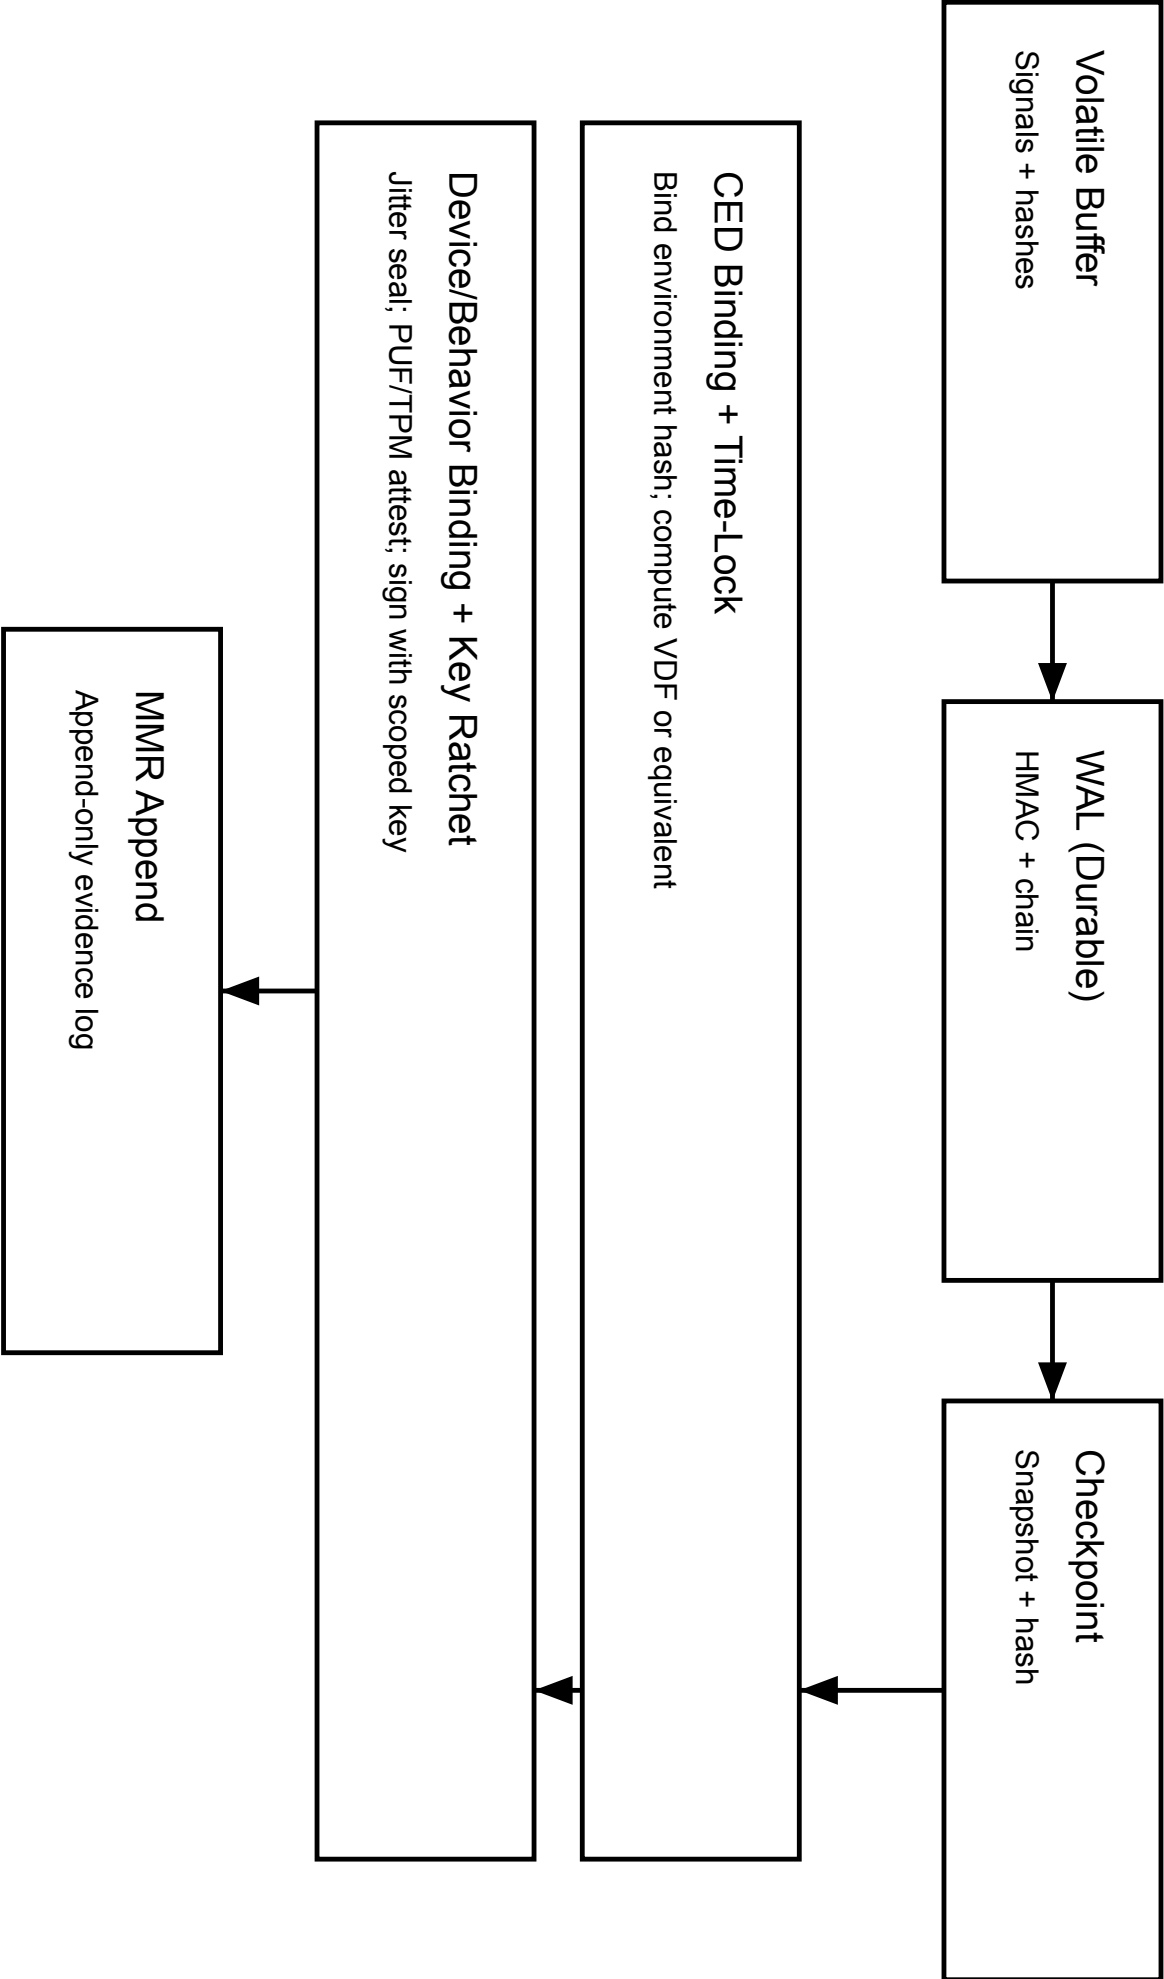 Volatile Buffer
Signals + hashes
WAL (Durable)
HMAC + chain
Checkpoint
Snapshot + hash
CED Binding + Time-Lock
Bind environment hash; compute VDF or equivalent
Device/Behavior Binding + Key Ratchet
Jitter seal; PUF/TPM attest; sign with scoped key
MMR Append
Append-only evidence log